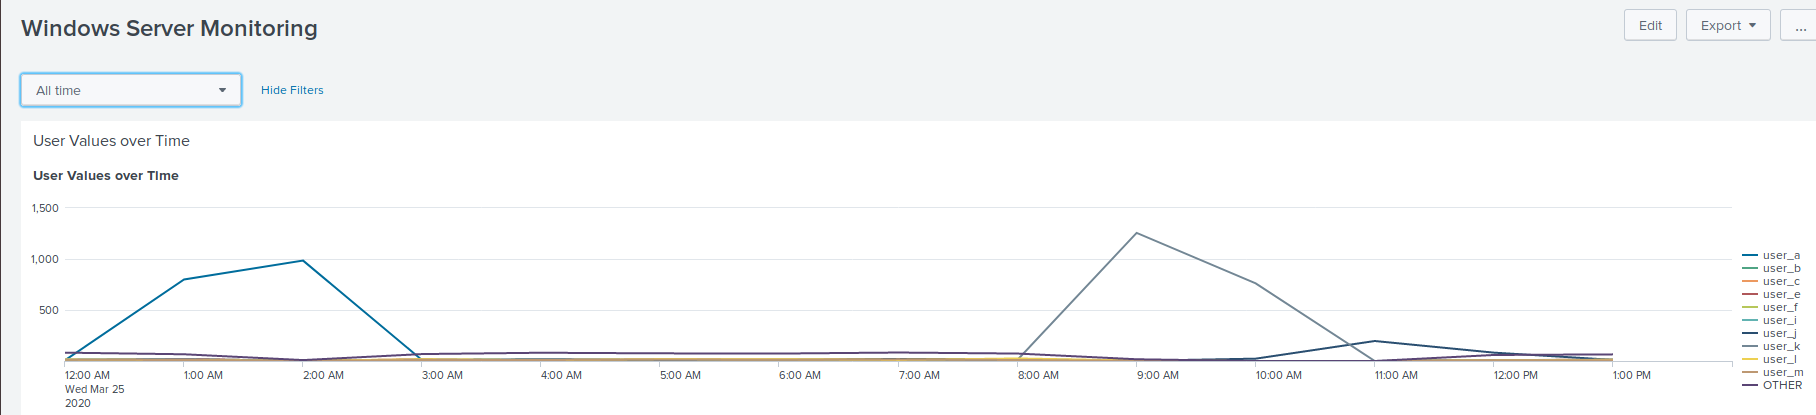 Windows Server Monitoring
Edit
Export
...
All time
Hide Filters
User Values over Time
User Values over TIme
1,500
1,000
500
12:00 AM
Wed Mar 25
2020
1:00 AM
2:00 AM
3:00 AM
4:00 AM
5:00 AM
6:00 AM
7:00 AM
8:00 AM
9:00 AM
10:00 AM
11:00 AM
12:00 PM
1:00 PM
user_a
user_b
user_c
user_e
user_f
user_i
user_j
user_k
user_l
user_m
OTHER